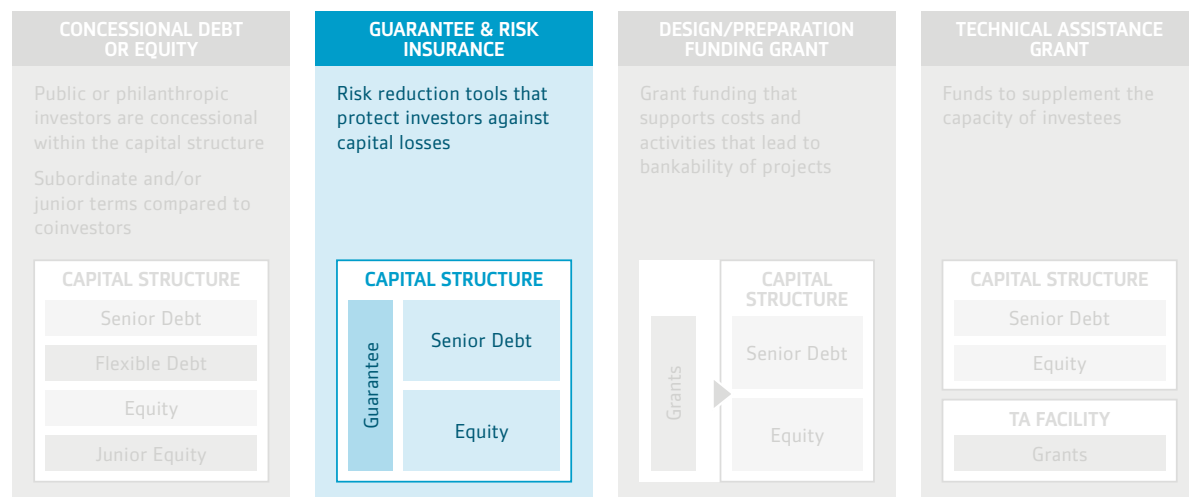 CONCESSIONAL DEBT
OR EQUITY
Public or philanthropic
investors are concessional
within the capital structure
Subordinate and/or
junior terms compared to
coinvestors
CAPITAL STRUCTURE
Senior Debt
Flexible Debt
Equity
Junior Equity
GUARANTEE & RISK
INSURANCE
Risk reduction tools that
protect investors against
capital losses
CAPITAL STRUCTURE
Guarantee
Senior Debt
Equity
DESIGN/PREPARATION
FUNDING GRANT
Grant funding that
supports costs and
activities that lead to
bankability of projects
Grants
CAPITAL
STRUCTURE
Senior Debt
Equity
TECHNICAL ASSISTANCE
GRANT
Funds to supplement the
capacity of investees
CAPITAL STRUCTURE
Senior Debt
Equity
TA FACILITY
Grants